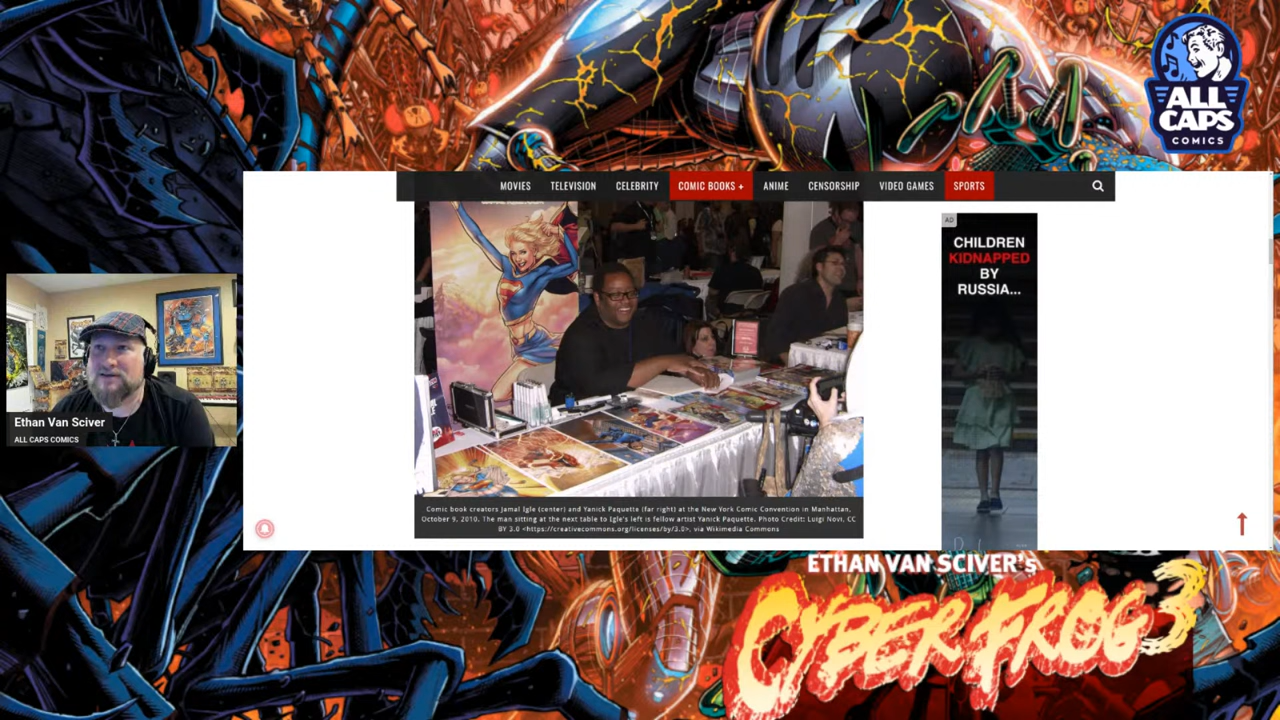 ALL
CAPS
COMICS
MOVIES TELEVISION CELEBRITY COMIC BOOKS + ANIME CENSORSHIP VIDEO GAMES SPORTS
AD
CHILDREN
KIDNAPPED
BY
RUSSIA...
Ethan Van Sciver
ALL CAPS COMICS
Comic book creators Jamal Igle (center) and Yanick Paquette (far right) at the New York Comic Convention in Manhattan,
October 9, 2010. The man sitting at the next table to Igle's left is fellow artist Yanick Paquette. Photo Credit: Luigi Novi, CC
BY 3.0 <https://creativecommons.org/licenses/by/3.0>, via Wikimedia Commons
ETHAN VAN SCIVER's
CYBER FROG 3